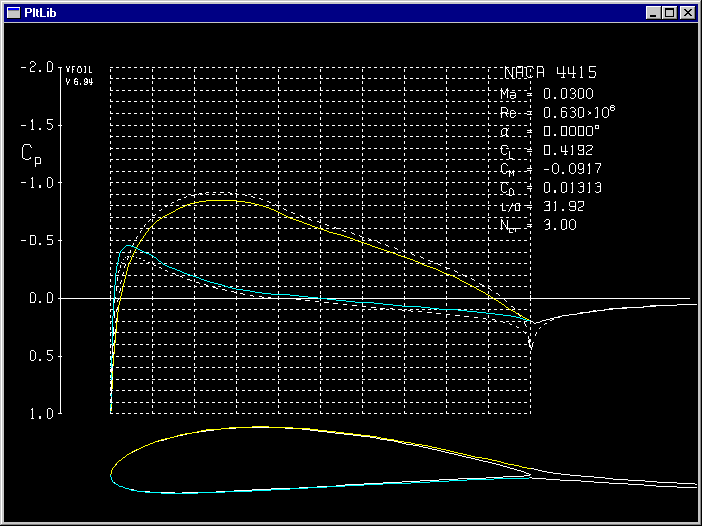 PltLib
-2.0
XFOIL
V 6.94
-1.5
Cp
-1.0
-0.5
0.0
0.5
1.0
NACA 4415
Ma = 0.0300
Re = 0.630×10⁶
α = 0.0000°
CL = 0.4192
CM = -0.0917
CD = 0.01313
L/D = 31.92
Ncr = 3.00